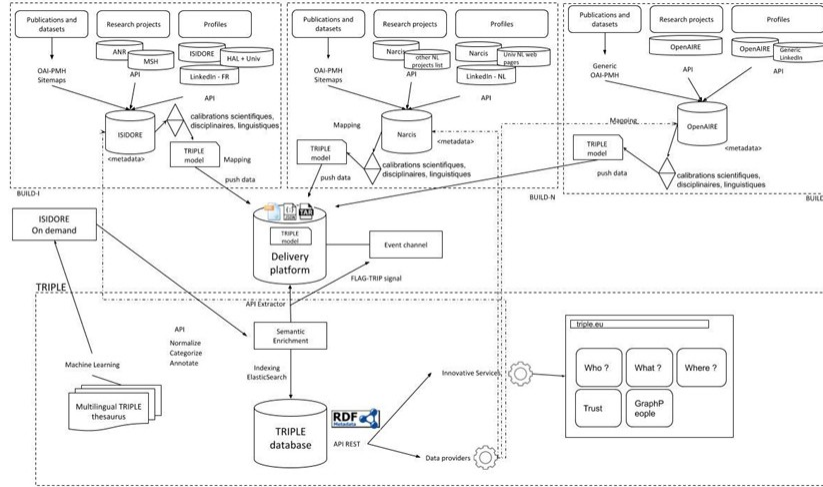 Publications and
datasets
Research projects
Profiles
ANR
MSH
ISIDORE
HAL + Univ
LinkedIn - FR
OAI-PMH
Sitemaps
API
API
ISIDORE
<metadata>
calibrations scientifiques,
disciplinaires, linguistiques
TRIPLE
model
Mapping
push data
BUILD-I
Publications and
datasets
Research projects
Profiles
Narcis
other NL
projects list
Narcis
Univ NL web
pages
LinkedIn - NL
OAI-PMH
Sitemaps
API
API
Narcis
<metadata>
Mapping
TRIPLE
model
calibrations scientifiques,
disciplinaires, linguistiques
push data
BUILD-N
Publications and
datasets
Research projects
Profiles
OpenAIRE
OpenAIRE
Generic
LinkedIn
Generic
OAI-PMH
API
API
OpenAIRE
<metadata>
Mapping
TRIPLE
model
calibrations scientifiques,
disciplinaires, linguistiques
push data
BUILD
ISIDORE
On demand
TAR
TRIPLE
model
Delivery
platform
Event channel
FLAG-TRIP signal
TRIPLE
API Extractor
Semantic
Enrichment
API
Normalize
Categorize
Annotate
Machine Learning
Multilingual TRIPLE
thesaurus
Indexing
ElasticSearch
TRIPLE
database
RDF
Metadata
API REST
Innovative Services
Data providers
triple.eu
Who ?
What ?
Where ?
Trust
GraphP
eople